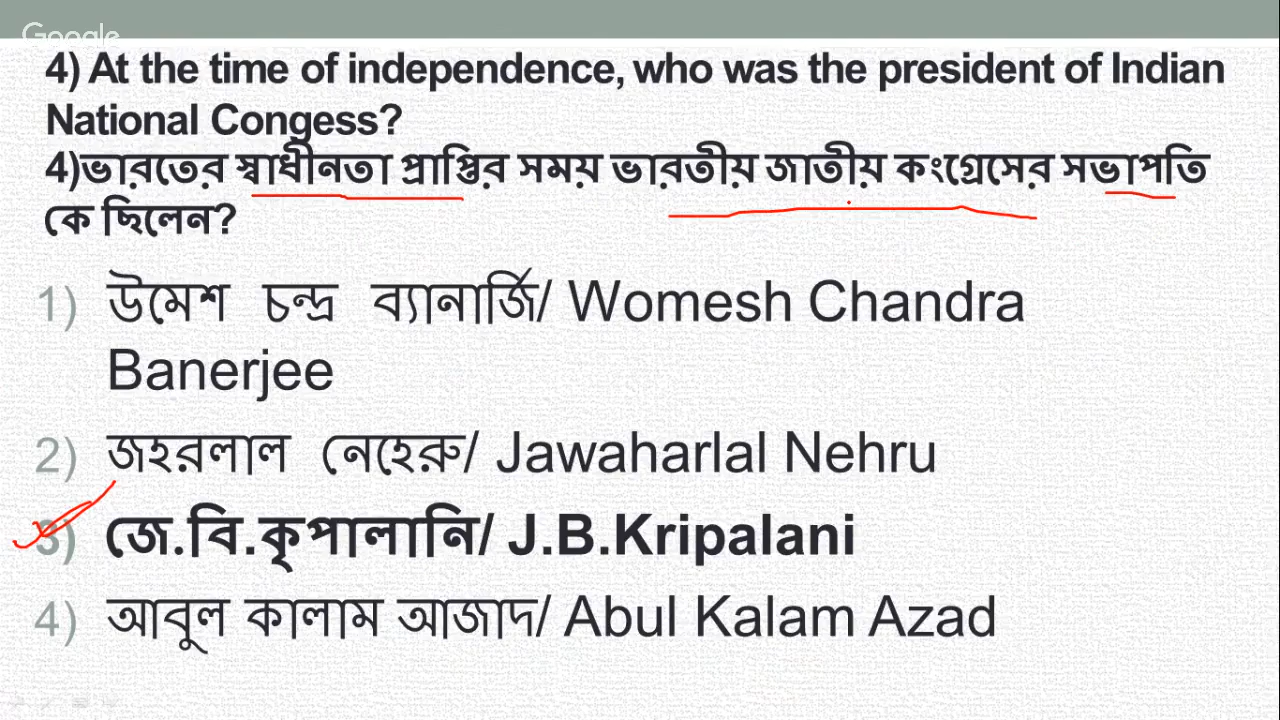 Google
4) At the time of independence, who was the president of Indian
National Congess?
4)ভারতের স্বাধীনতা প্রাপ্তির সময় ভারতীয় জাতীয় কংগ্রেসের সভাপতি
কে ছিলেন?
1) উমেশ চন্দ্র ব্যানার্জি/ Womesh Chandra
Banerjee
2) জহরলাল নেহেরু/ Jawaharlal Nehru
3) জে.বি.কৃপালানি/ J.B.Kripalani
4) আবুল কালাম আজাদ/ Abul Kalam Azad